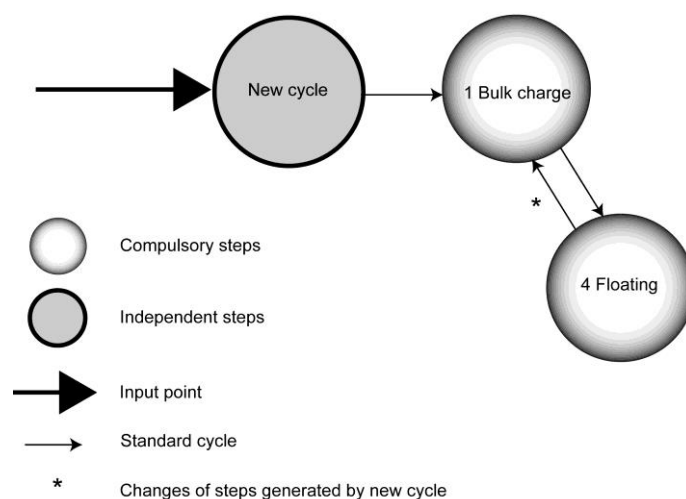 New cycle
1 Bulk charge
*
4 Floating
Compulsory steps
Independent steps
Input point
Standard cycle
* Changes of steps generated by new cycle